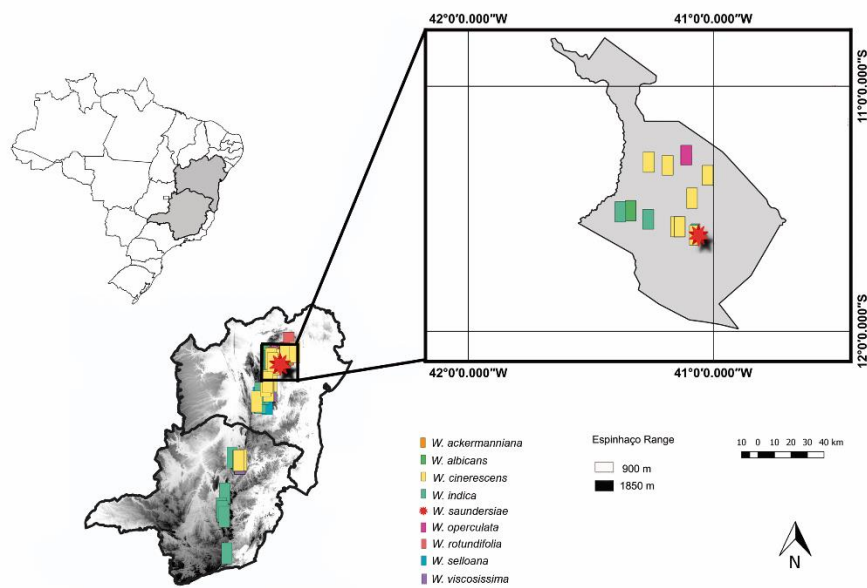 42°0'0.000"W
41°0'0.000"W
11°0'0.000"S
12°0'0.000"S
42°0'0.000"W
41°0'0.000"W
W. ackermanniana
W. albicans
W. cinerescens
W. indica
W. saundersiae
W. operculata
W. rotundifolia
W. selloana
W. viscosissima
Espinhaço Range
900 m
1850 m
10 0 10 20 30 40 km
N